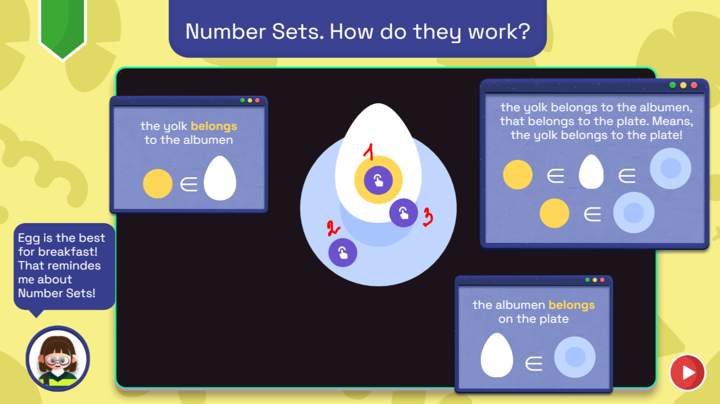 Number Sets. How do they work?
the yolk belongs
to the albumen
∈
the yolk belongs to the albumen,
that belongs to the plate. Means,
the yolk belongs to the plate!
∈ ∈
∈
1
2
3
Egg is the best
for breakfast!
That remindes
me about
Number Sets!
the albumen belongs
on the plate
∈